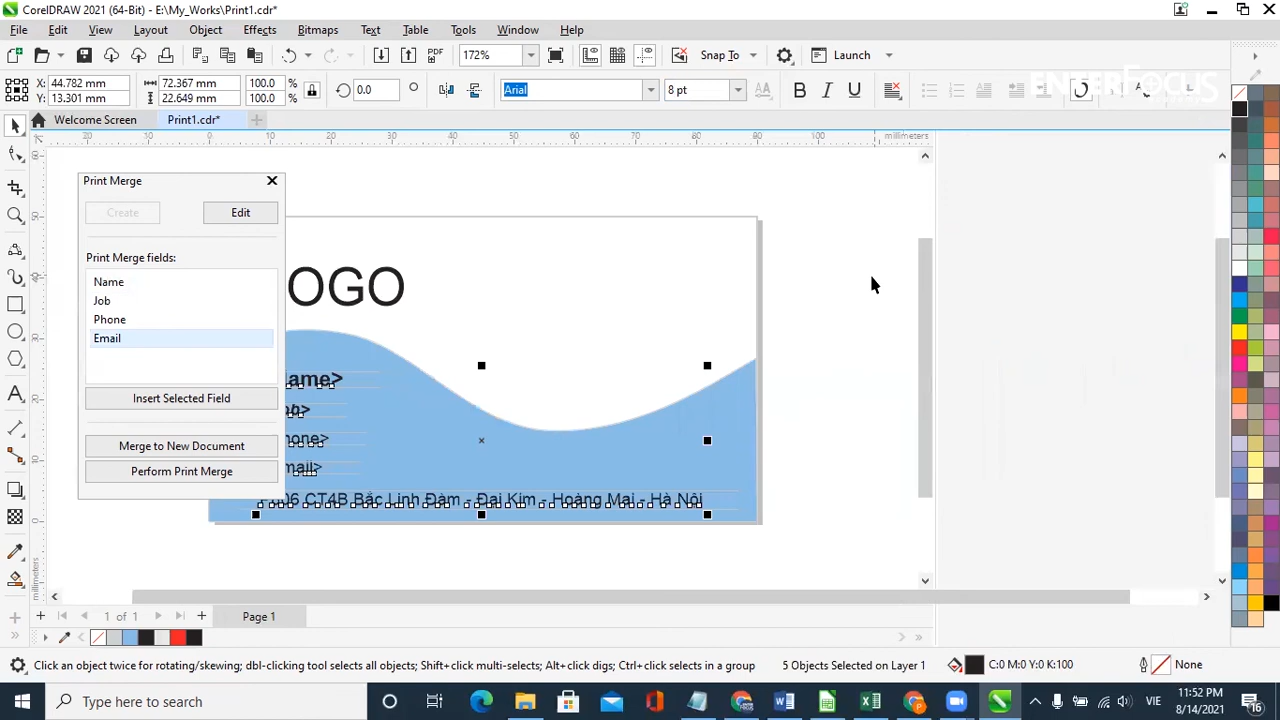 CorelDRAW 2021 (64-Bit) - E:\My_Works\Print1.cdr*
File Edit View Layout Object Effects Bitmaps Text Table Tools Window Help
PDF 172% Snap To Launch
X: 44.782 mm 72.367 mm 100.0 % 0.0 Arial 8 pt
Y: 13.301 mm 22.649 mm 100.0 %
Welcome Screen Print1.cdr*
millimeters
Print Merge
Create Edit
Print Merge fields:
Name
Job
Phone
Email
Insert Selected Field
Merge to New Document
Perform Print Merge
OGO
ame>
hone>
mail>
CT4B Bắc Linh Đàm - Đại Kim - Hoàng Mai - Hà Nội
millimeters
1 of 1 Page 1
Click an object twice for rotating/skewing; dbl-clicking tool selects all objects; Shift+click multi-selects; Alt+click digs; Ctrl+click selects in a group 5 Objects Selected on Layer 1 C:0 M:0 Y:0 K:100 None
Type here to search
VIE
11:52 PM
8/14/2021
16